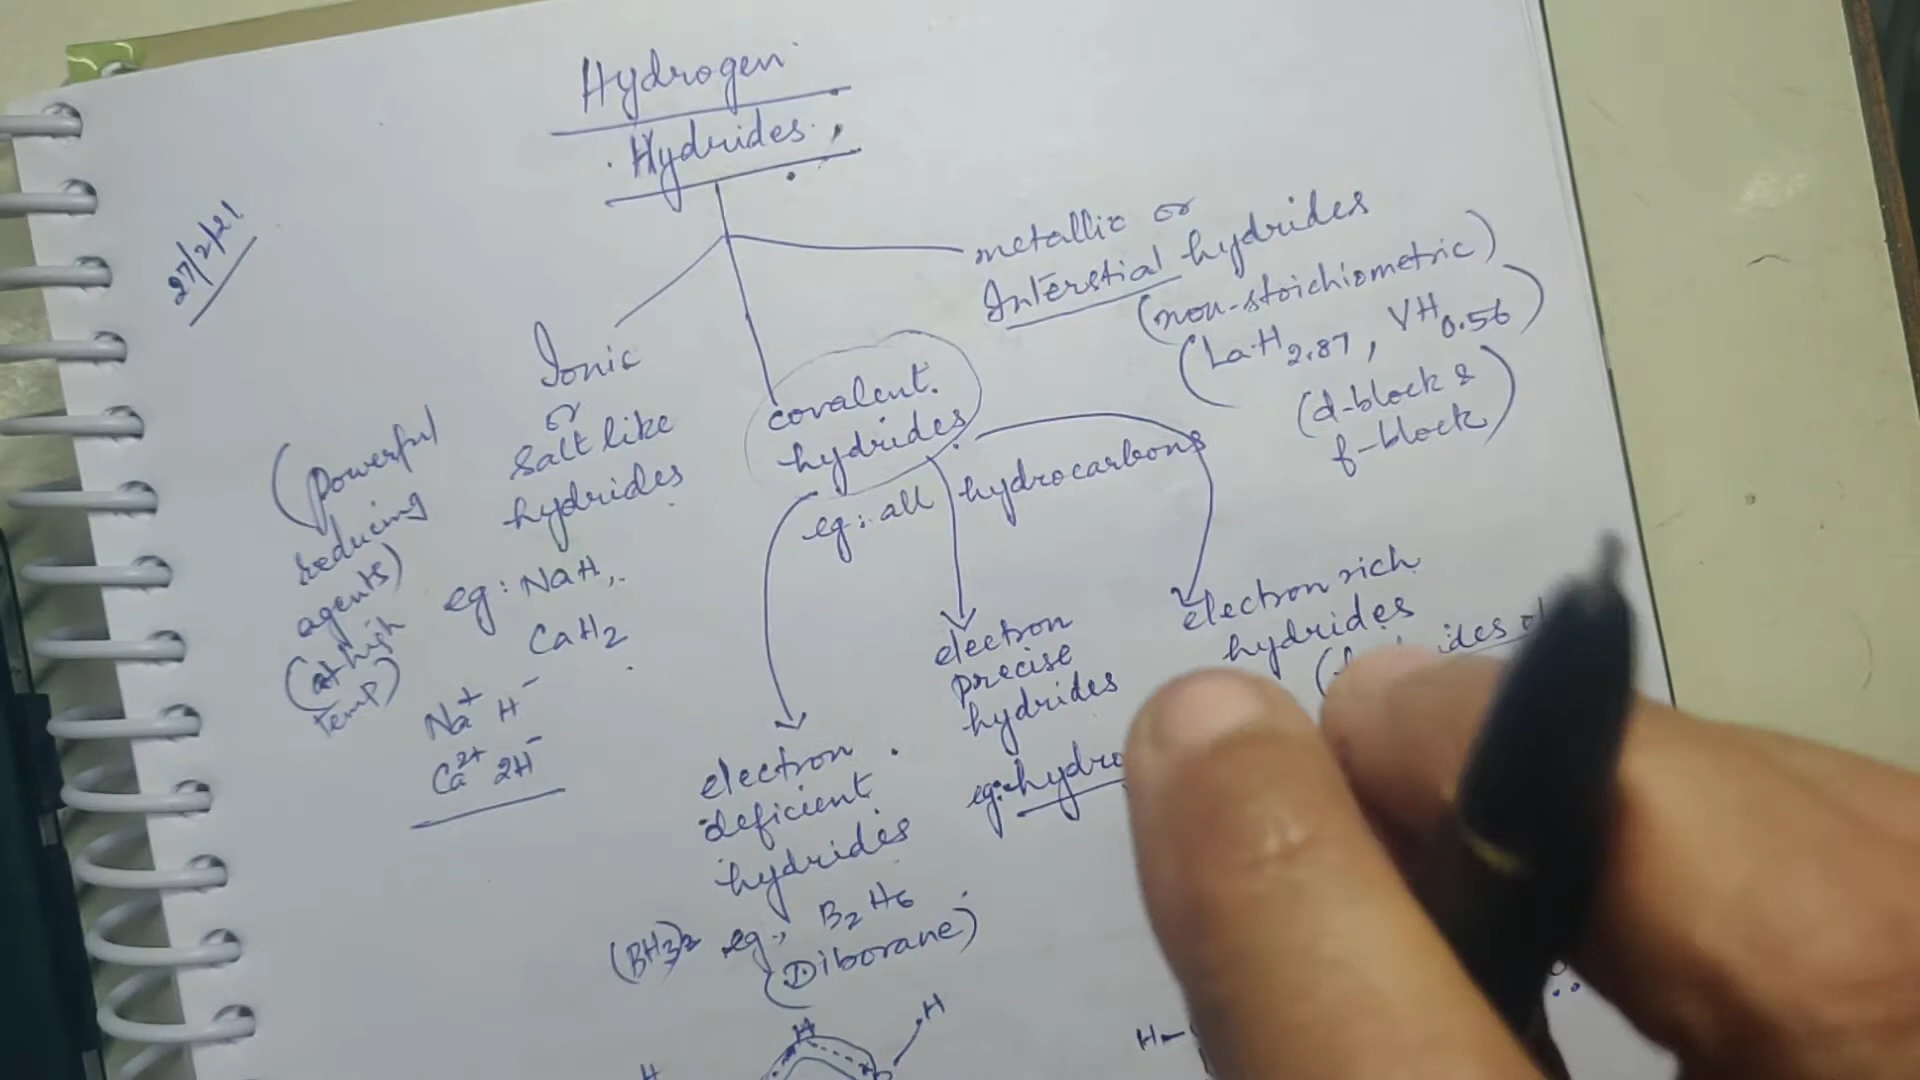 Hydrogen
Hydrides,
27/2/21
metallic or
Interstial hydrides
(non-stoichiometric)
(LaH2.87, VH0.56)
(d-block &
f-block)
Ionic
or
salt like
hydrides
eg: NaH,
CaH2
Na+ H-
Ca2+ 2H-
(powerful
reducing
agents)
(at high
temp)
covalent
hydrides
eg: all hydrocarbons
electron
deficient
hydrides
(BH3)2 eg., B2H6
(Diborane)
H
H
H
electron
precise
hydrides
eg: hydro
electron rich
hydrides
H-